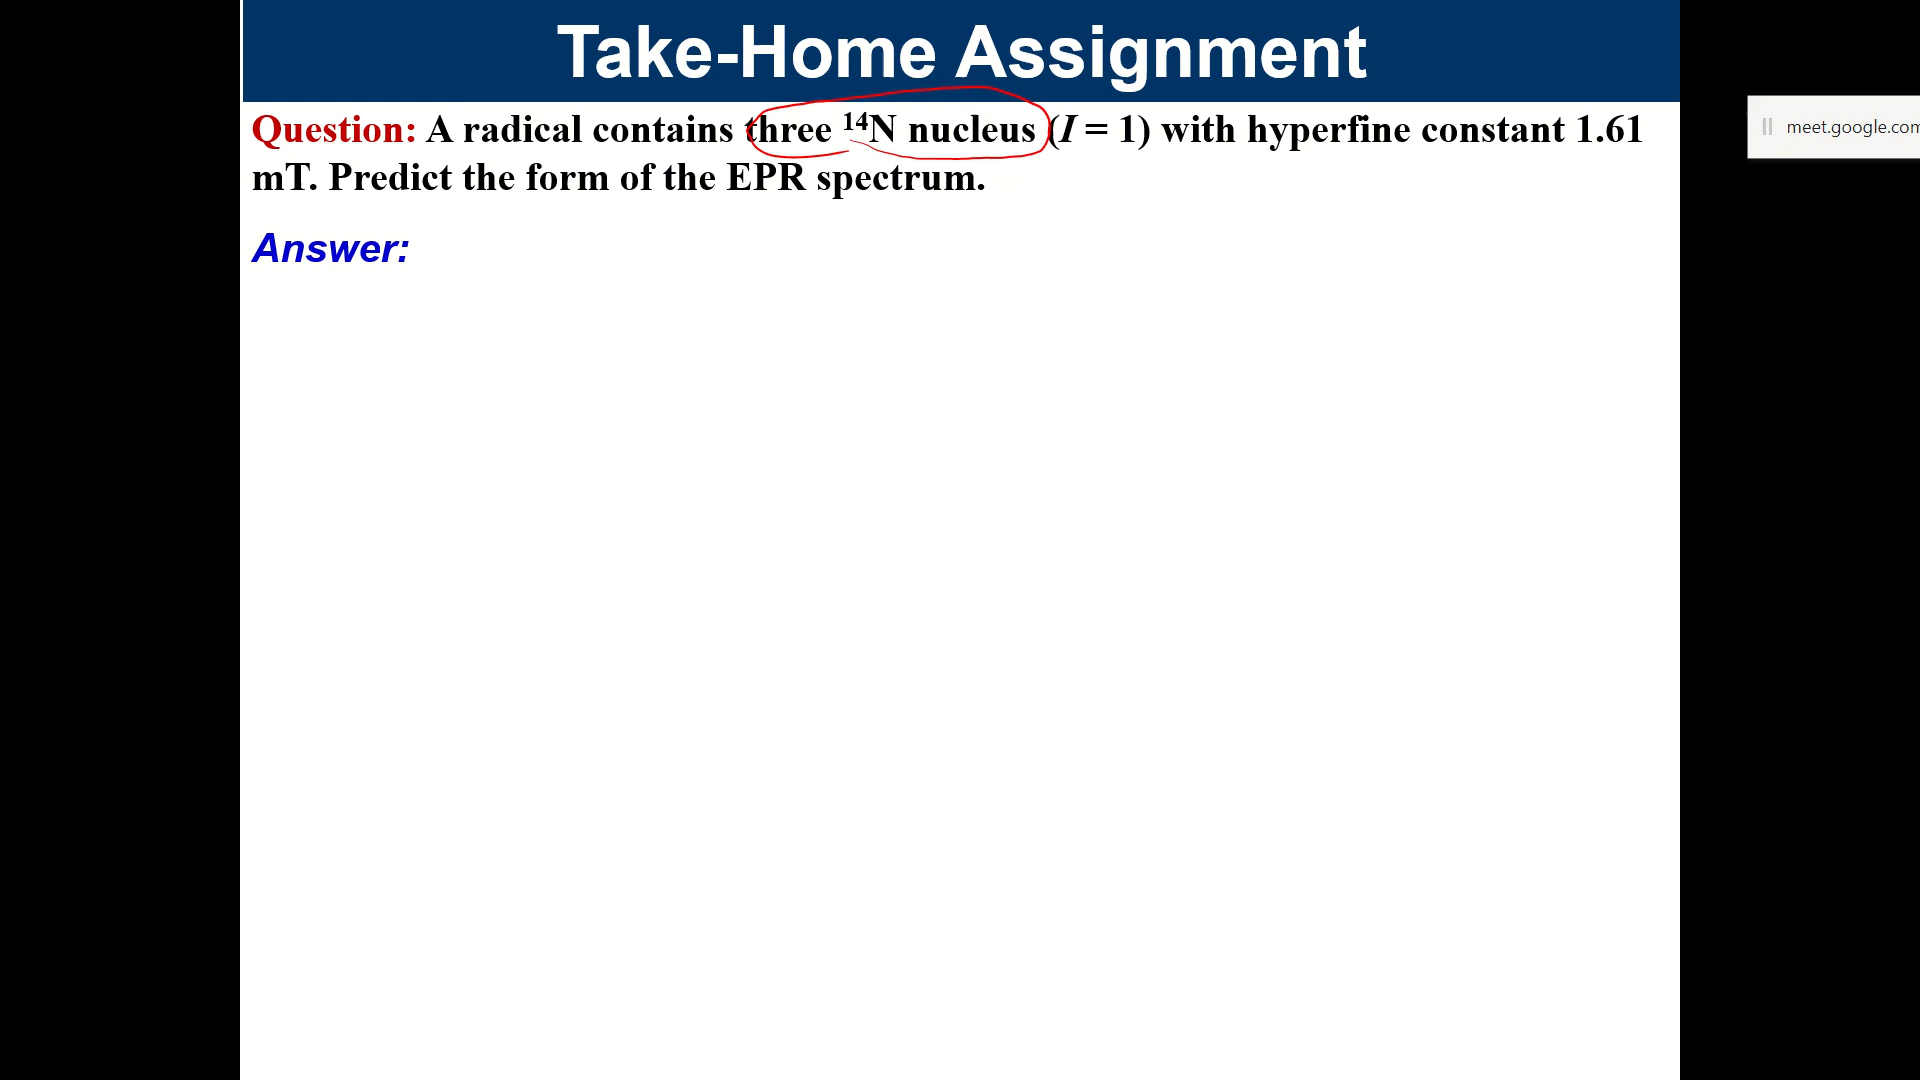 Take-Home Assignment
Question: A radical contains three ¹⁴N nucleus (I = 1) with hyperfine constant 1.61
mT. Predict the form of the EPR spectrum.
Answer:
meet.google.com